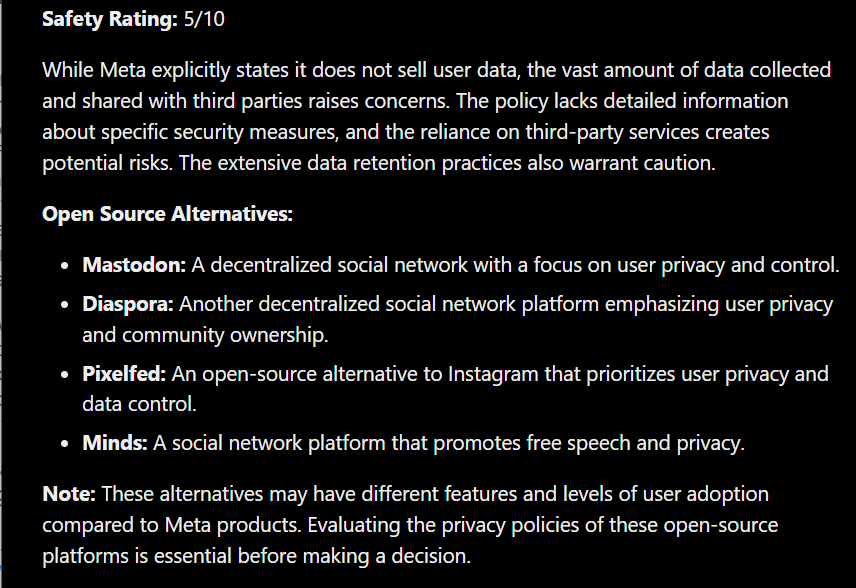 Safety Rating: 5/10
While Meta explicitly states it does not sell user data, the vast amount of data collected
and shared with third parties raises concerns. The policy lacks detailed information
about specific security measures, and the reliance on third-party services creates
potential risks. The extensive data retention practices also warrant caution.
Open Source Alternatives:
• Mastodon: A decentralized social network with a focus on user privacy and control.
• Diaspora: Another decentralized social network platform emphasizing user privacy
and community ownership.
• Pixelfed: An open-source alternative to Instagram that prioritizes user privacy and
data control.
• Minds: A social network platform that promotes free speech and privacy.
Note: These alternatives may have different features and levels of user adoption
compared to Meta products. Evaluating the privacy policies of these open-source
platforms is essential before making a decision.